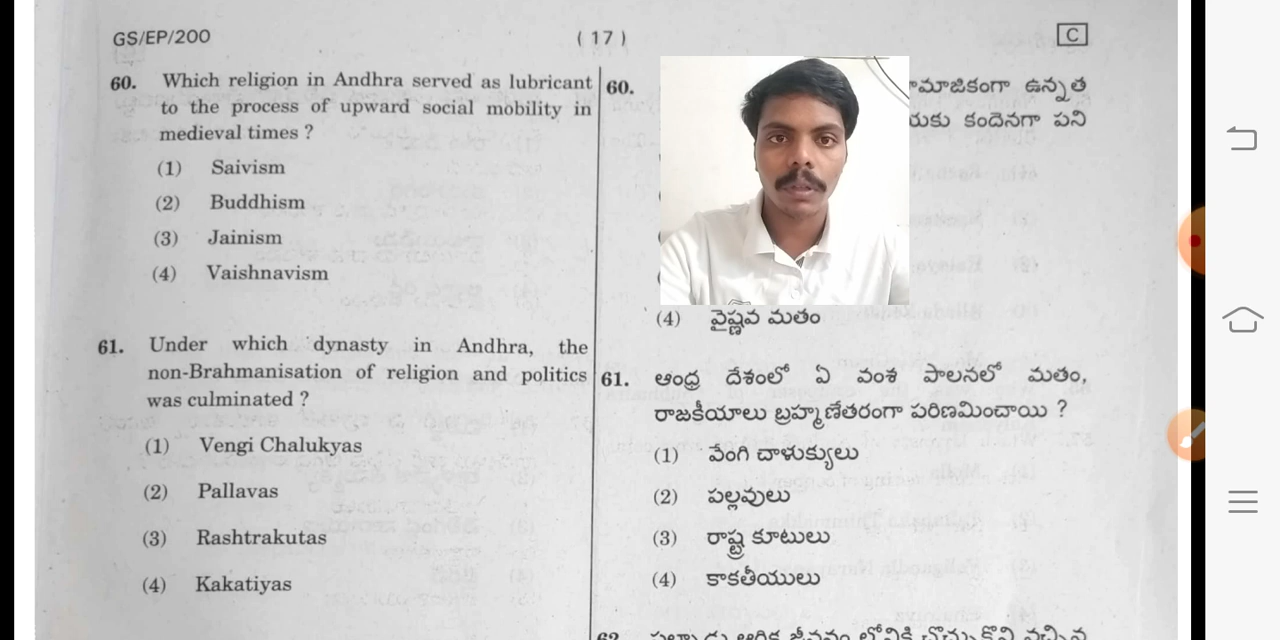 GS/EP/200
( 17 )
C
60. Which religion in Andhra served as lubricant
to the process of upward social mobility in
medieval times ?
(1) Saivism
(2) Buddhism
(3) Jainism
(4) Vaishnavism
61. Under which dynasty in Andhra, the
non-Brahmanisation of religion and politics
was culminated ?
(1) Vengi Chalukyas
(2) Pallavas
(3) Rashtrakutas
(4) Kakatiyas
60.
ఉన్నత
కందెనగా పని
(4) వైష్ణవ మతం
61. ఆంధ్ర దేశంలో ఏ వంశ పాలనలో మతం,
రాజకీయాలు బ్రహ్మణేతరంగా పరిణమించాయి ?
(1) వేంగి చాళుక్యులు
(2) పల్లవులు
(3) రాష్ట్ర కూటులు
(4) కాకతీయులు